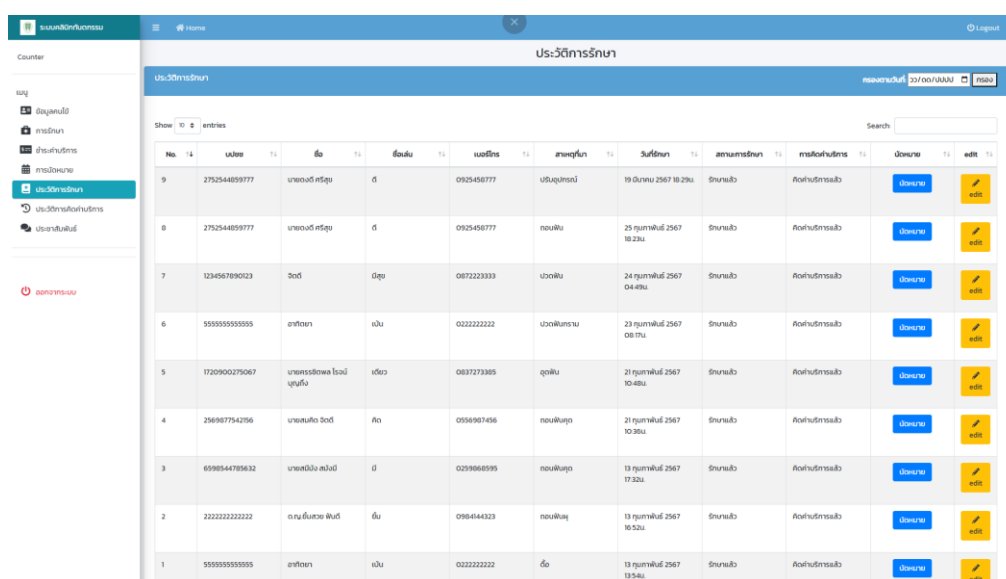 ระบบคลินิกทันตกรรม
Home
Logout
Counter
เมนู
ข้อมูลคนไข้
การรักษา
ชำระค่าบริการ
การนัดหมาย
ประวัติการรักษา
ประวัติการคิดค่าบริการ
ประชาสัมพันธ์
ออกจากระบบ
ประวัติการรักษา
ประวัติการรักษา กรองตามวันที่ วว/ดด/ปปปป กรอง
Show 10 entries Search:
No. บปชช ชื่อ ชื่อเล่น เบอร์โทร สาเหตุที่มา วันที่รักษา สถานะการรักษา การคิดค่าบริการ นัดหมาย edit
9 2752544859777 นายดงดี ศรีสุข ดี 0925458777 ปรับอุปกรณ์ 19 มีนาคม 2567 18:29น. รักษาแล้ว คิดค่าบริการแล้ว นัดหมาย edit
8 2752544859777 นายดงดี ศรีสุข ดี 0925458777 ถอนฟัน 25 กุมภาพันธ์ 2567
18:23น. รักษาแล้ว คิดค่าบริการแล้ว นัดหมาย edit
7 1234567890123 จิตดี มีสุข 0872223333 ปวดฟัน 24 กุมภาพันธ์ 2567
04:49น. รักษาแล้ว คิดค่าบริการแล้ว นัดหมาย edit
6 5555555555555 อาทิตยา เบ้น 0222222222 ปวดฟันกราม 23 กุมภาพันธ์ 2567
08:17น. รักษาแล้ว คิดค่าบริการแล้ว นัดหมาย edit
5 1720900275067 นายครรชิตพล โรจน์
บุญถึง เตียว 0837273385 อุดฟัน 21 กุมภาพันธ์ 2567
10:48น. รักษาแล้ว คิดค่าบริการแล้ว นัดหมาย edit
4 2569877542156 นายสมคิด จิตดี คิด 0556987456 ถอนฟันคุด 21 กุมภาพันธ์ 2567
10:36น. รักษาแล้ว คิดค่าบริการแล้ว นัดหมาย edit
3 6598544785632 นายสมิปัง สมังมี มี 0259868595 ถอนฟันคุด 13 กุมภาพันธ์ 2567
17:32น. รักษาแล้ว คิดค่าบริการแล้ว นัดหมาย edit
2 2222222222222 ด.ญ.ยิ้มสวย ฟันดี ยิ้ม 0984144323 ถอนฟันผุ 13 กุมภาพันธ์ 2567
16:52น. รักษาแล้ว คิดค่าบริการแล้ว นัดหมาย edit
1 5555555555555 อาทิตยา เบ้น 0222222222 ดื้อ 13 กุมภาพันธ์ 2567
13:54น. รักษาแล้ว คิดค่าบริการแล้ว นัดหมาย edit